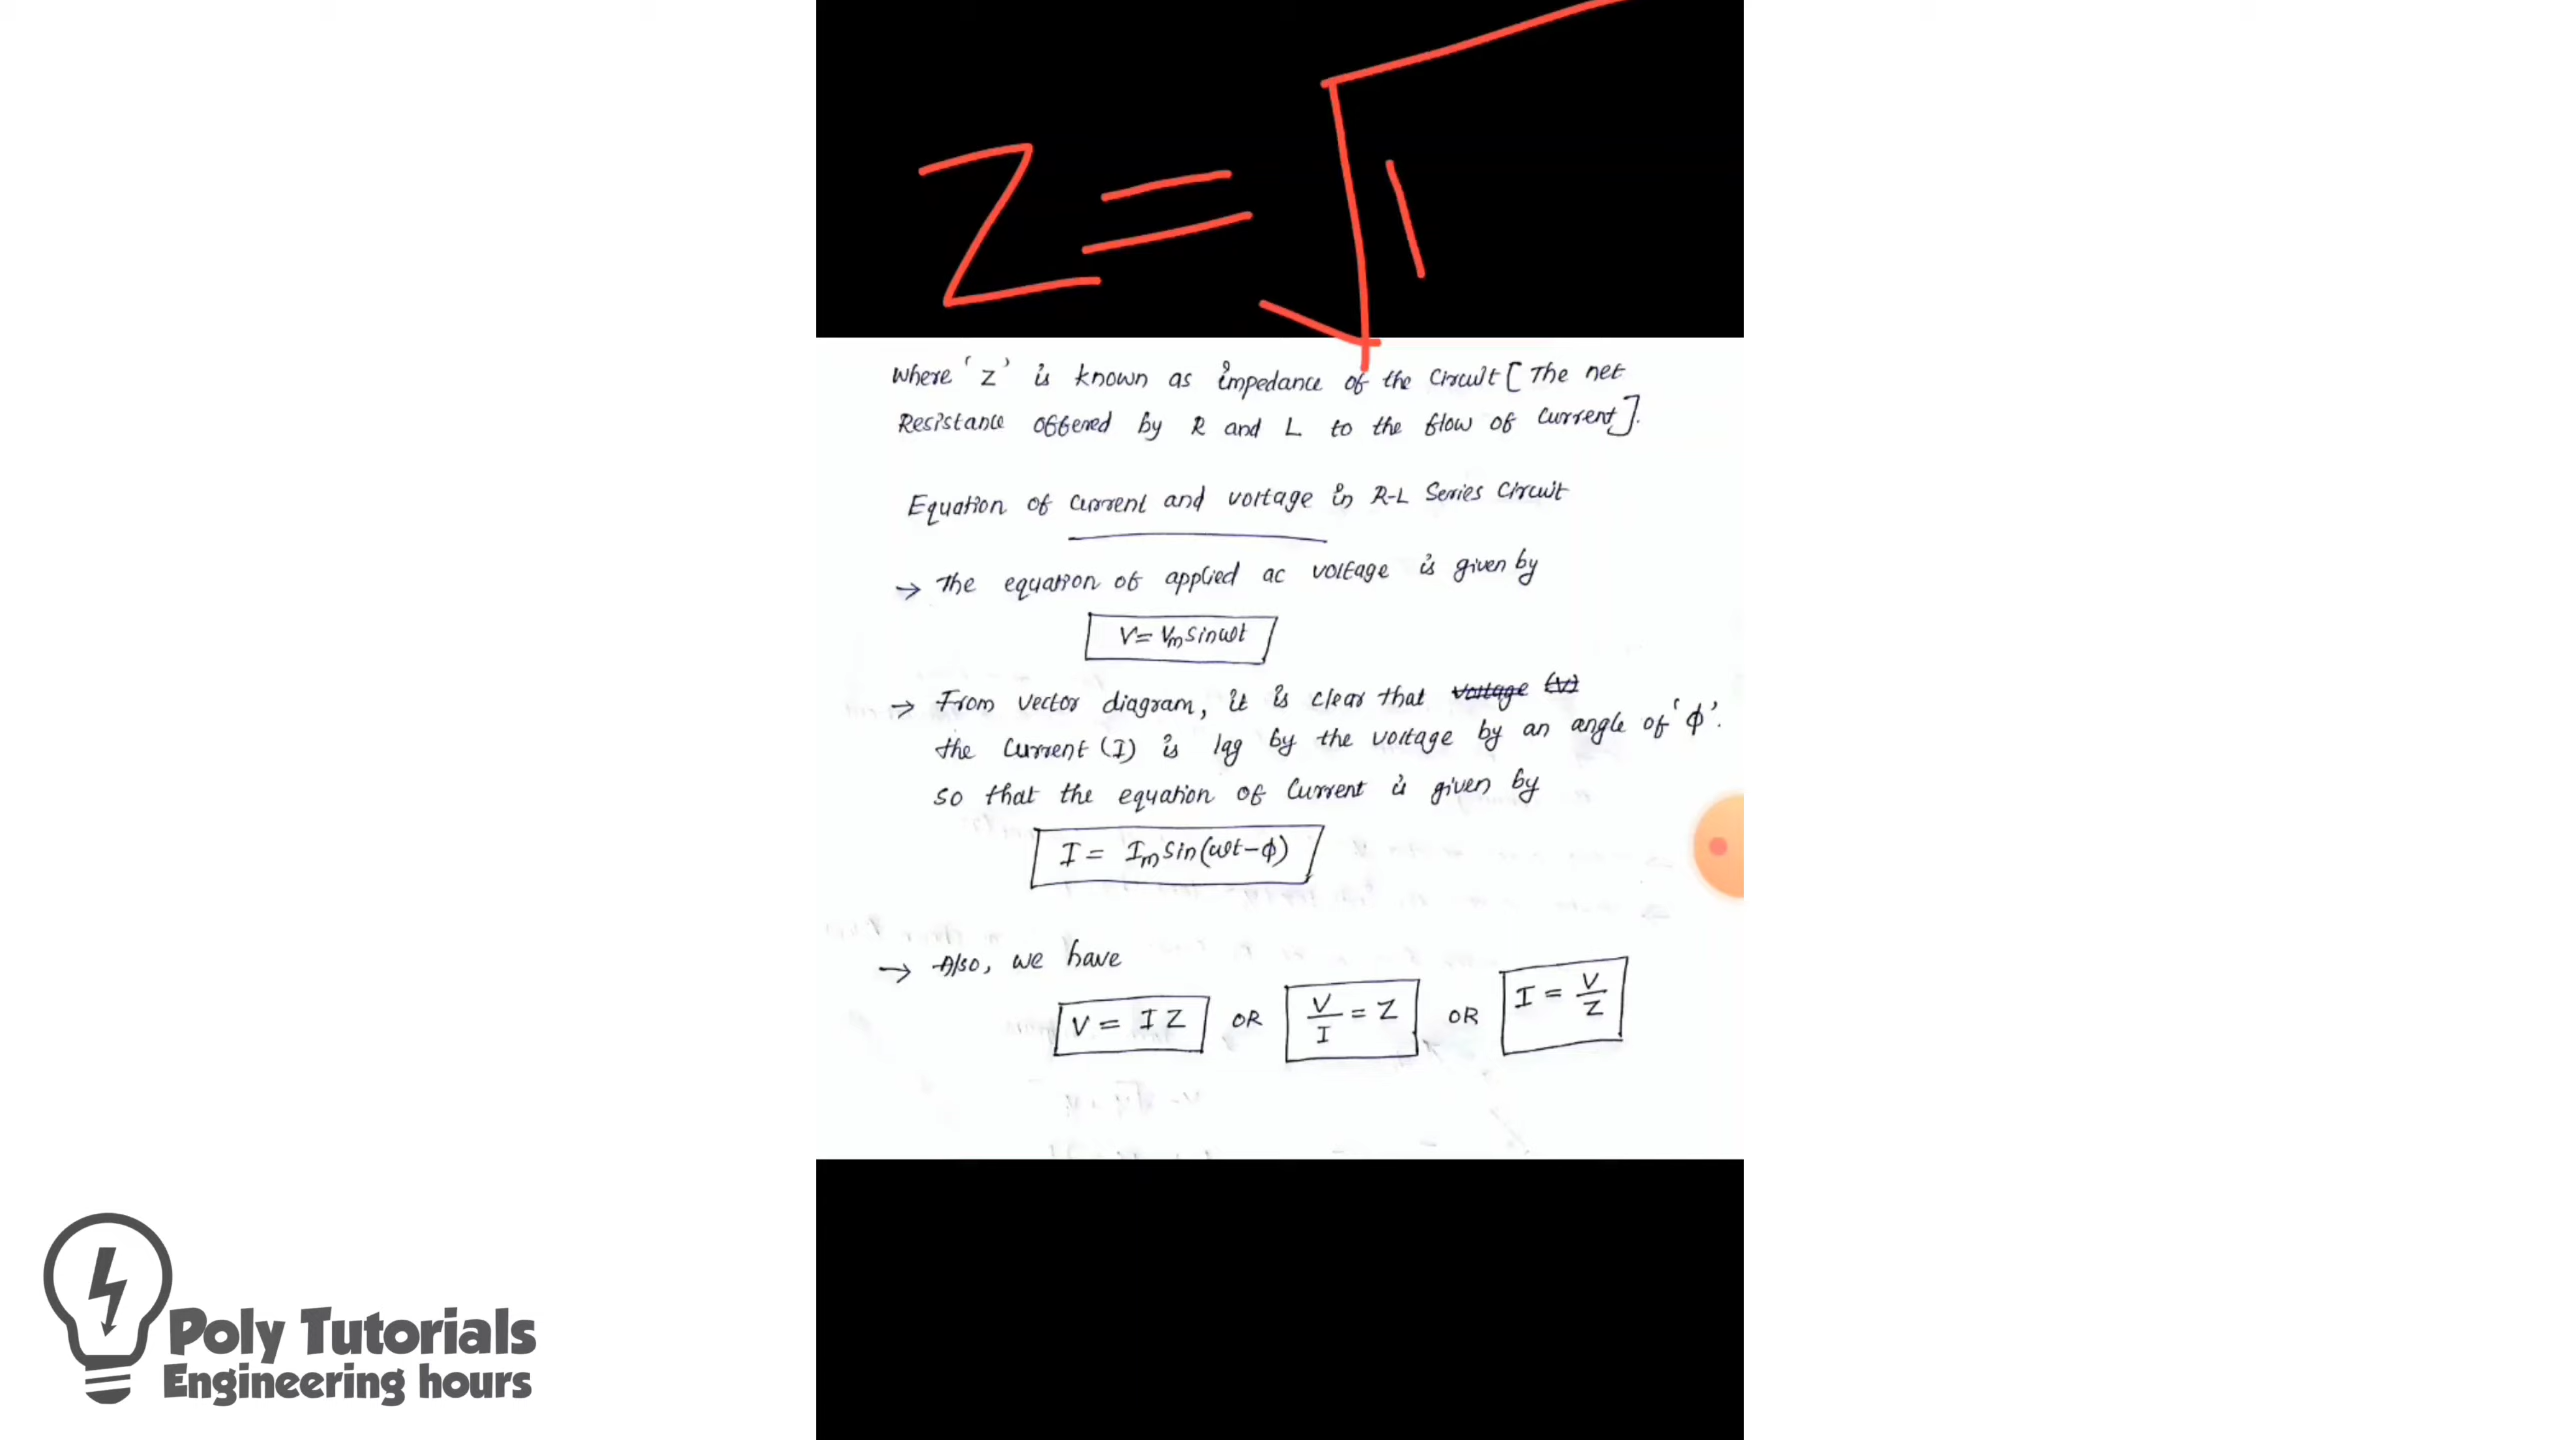 Z = √
where 'Z' is known as impedance of the circuit [The net
Resistance offered by R and L to the flow of current].
Equation of current and voltage in R-L Series circuit
→ The equation of applied ac voltage is given by
V = Vm sinωt
→ From vector diagram, it is clear that voltage (V)
the current (I) is lag by the voltage by an angle of 'ϕ'.
so that the equation of current is given by
I = Im sin(ωt-ϕ)
→ Also, we have
V = I Z OR V/I = Z OR I = V/Z
Poly Tutorials
Engineering hours